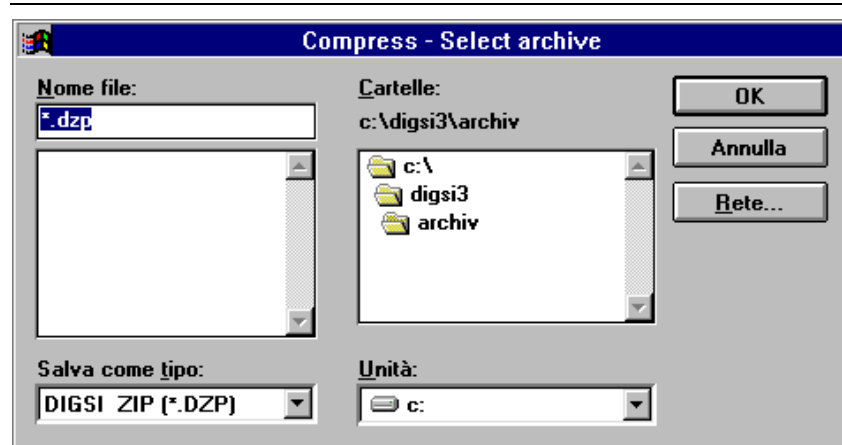 Compress - Select archive
Nome file:
*.dzp
Cartelle:
c:\digsi3\archiv
c:\
digsi3
archiv
OK
Annulla
Rete...
Salva come tipo:
DIGSI ZIP (*.DZP)
Unità:
c: